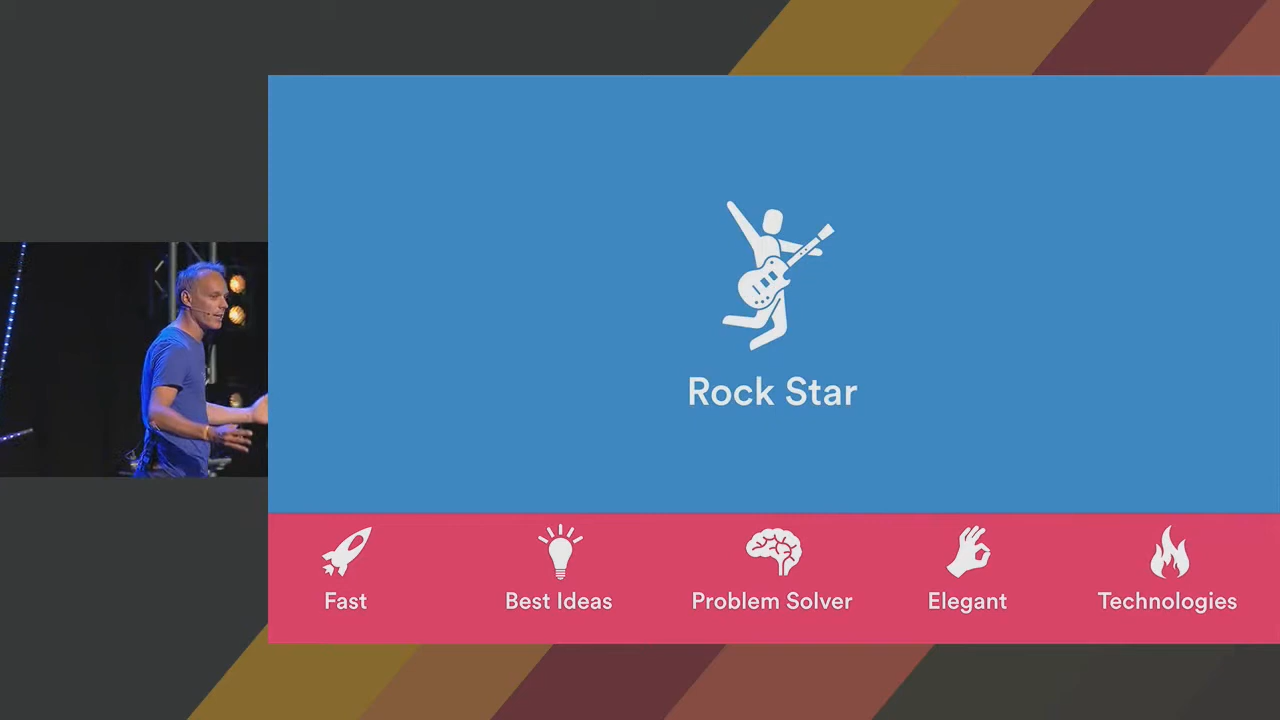 Rock Star
Fast
Best Ideas
Problem Solver
Elegant
Technologies